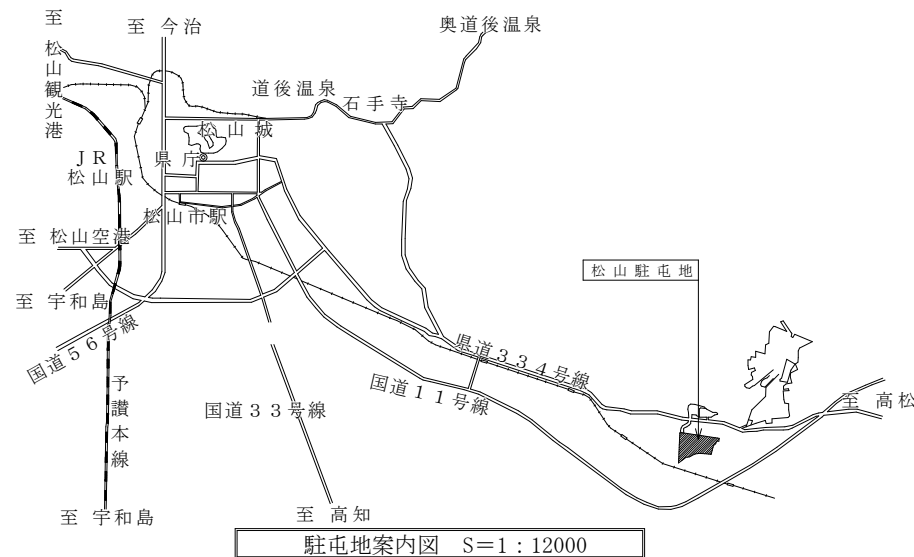 至 今治
奥道後温泉
至 松山観光港
道後温泉
石手寺
松山城
県庁
JR
松山駅
松山市駅
至 松山空港
松山駐屯地
至 宇和島
国道56号線
県道334号線
国道11号線
予讃本線
国道33号線
至 高松
至 宇和島
至 高知
駐屯地案内図 S=1:12000